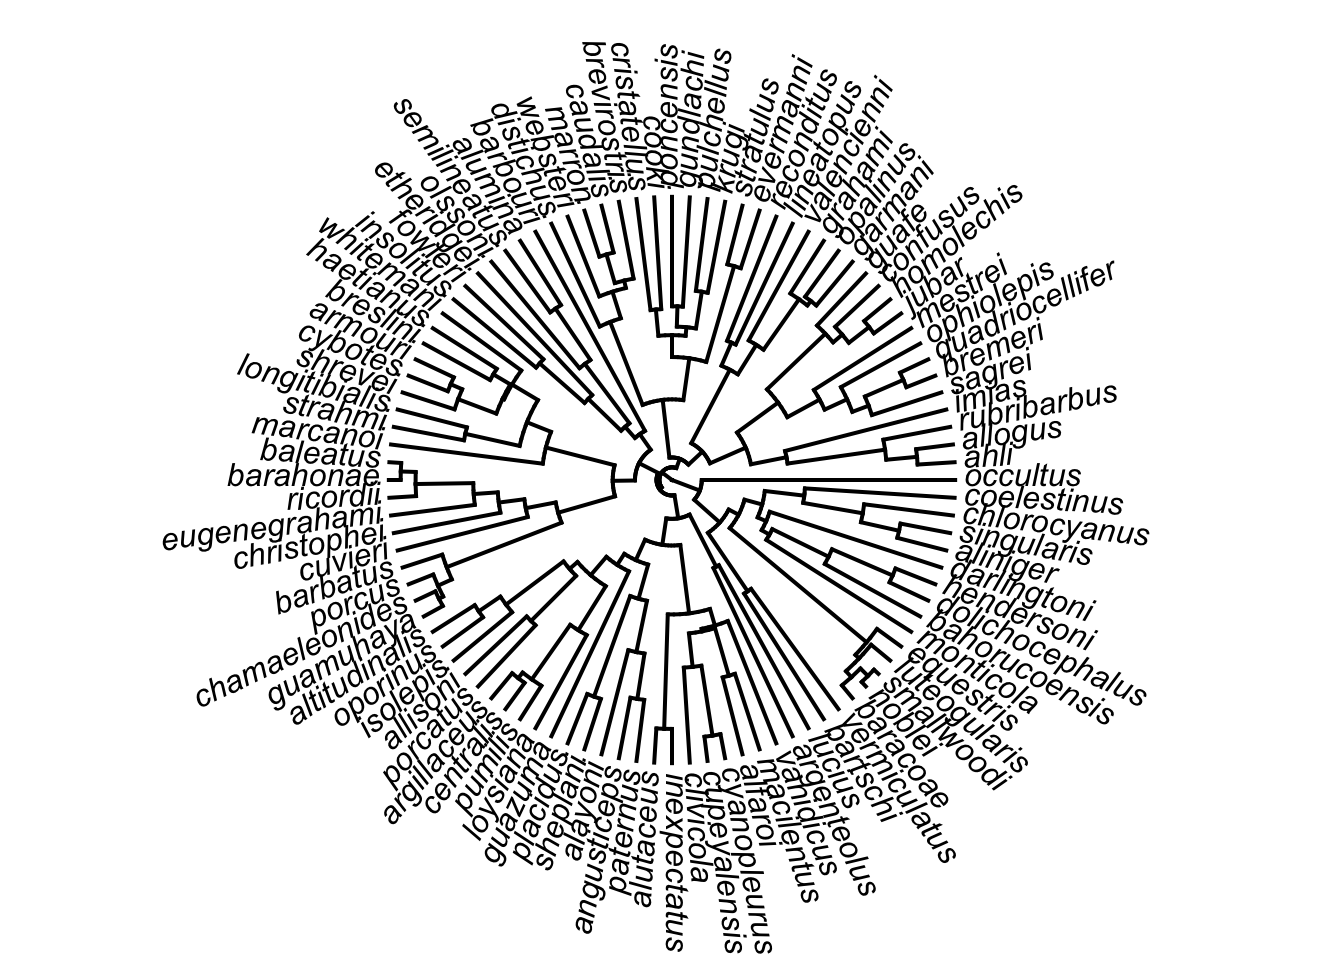 occultus
ahli
allogus
rubribarbus
imias
sagrei
bremeri
quadriocellifer
ophiolepis
mestrei
jubar
homolechis
confusus
guafe
garmani
opalinus
grahami
valencienni
lineatopus
reconditus
evermanni
stratulus
krugi
pulchellus
gundlachi
poncensis
cooki
cristatellus
brevirostris
caudalis
marron
websteri
distichus
barbouri
alumina
semilineatus
olssoni
etheridgei
fowleri
insolitus
whitemani
haetianus
breslini
armouri
cybotes
shrevei
longitibialis
strahmi
marcanoi
baleatus
barahonae
ricordii
eugenegrahami
christophei
cuvieri
barbatus
porcus
chamaeleonides
guamuhaya
altitudinalis
oporinus
isolepis
allisoni
porcatus
argillaceus
centralis
pumilis
loysiana
guazuma
placidus
sheplani
alayoni
angusticeps
paternus
alutaceus
inexpectatus
clivicola
cupeyalensis
cyanopleurus
alfaroi
macilentus
vanidicus
argenteolus
lucius
bartschi
vermiculatus
baracoae
noblei
smallwoodi
luteogularis
equestris
monticola
bahorucoensis
dolichocephalus
hendersoni
darlingtoni
aliniger
singularis
chlorocyanus
coelestinus